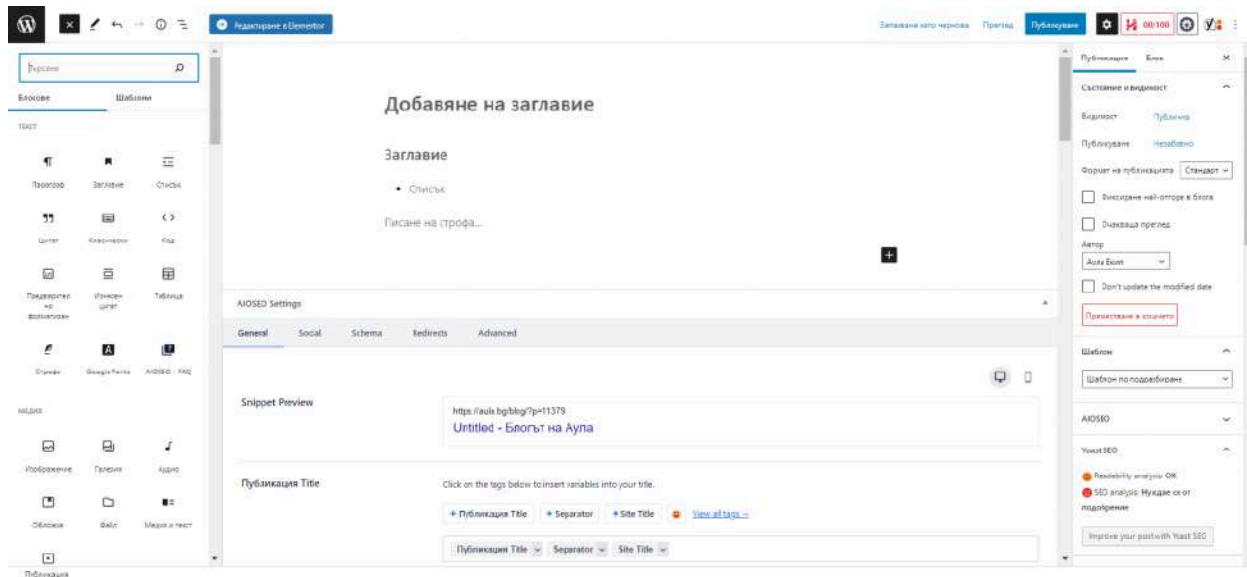 Редактиране в Elementor
Запазване като чернова
Преглед
Публикуване
00/100
Търсене
Блокове
Шаблони
ТЕКСТ
Параграф
Заглавие
Списък
Цитат
Класически
Код
Предварител
но
форматиран
Изнесен
цитат
Таблица
Строфа
Google Forms
AIOSEO - FAQ
МЕДИЯ
Изображение
Галерия
Аудио
Обложка
Файл
Медия и текст
Публикация
Добавяне на заглавие
Заглавие
Списък
Писане на строфа...
AIOSEO Settings
General
Social
Schema
Redirects
Advanced
Snippet Preview
https://aula.bg/blog/?p=11379
Untitled - Блогът на Аула
Публикация Title
Click on the tags below to insert variables into your title.
+ Публикация Title
+ Separator
+ Site Title
View all tags →
Публикация Title
Separator
Site Title
Публикация
Блок
Състояние и видимост
Видимост
Публична
Публикуване
Незабавно
Формат на публикацията
Стандарт
Фиксиране най-отгоре в блога
Очакваща преглед
Автор
Аула Екип
Don't update the modified date
Преместване в кошчето
Шаблон
Шаблон по подразбиране
AIOSEO
Yoast SEO
Readability analysis: OK
SEO analysis: Нуждае се от
подобрение
Improve your post with Yoast SEO